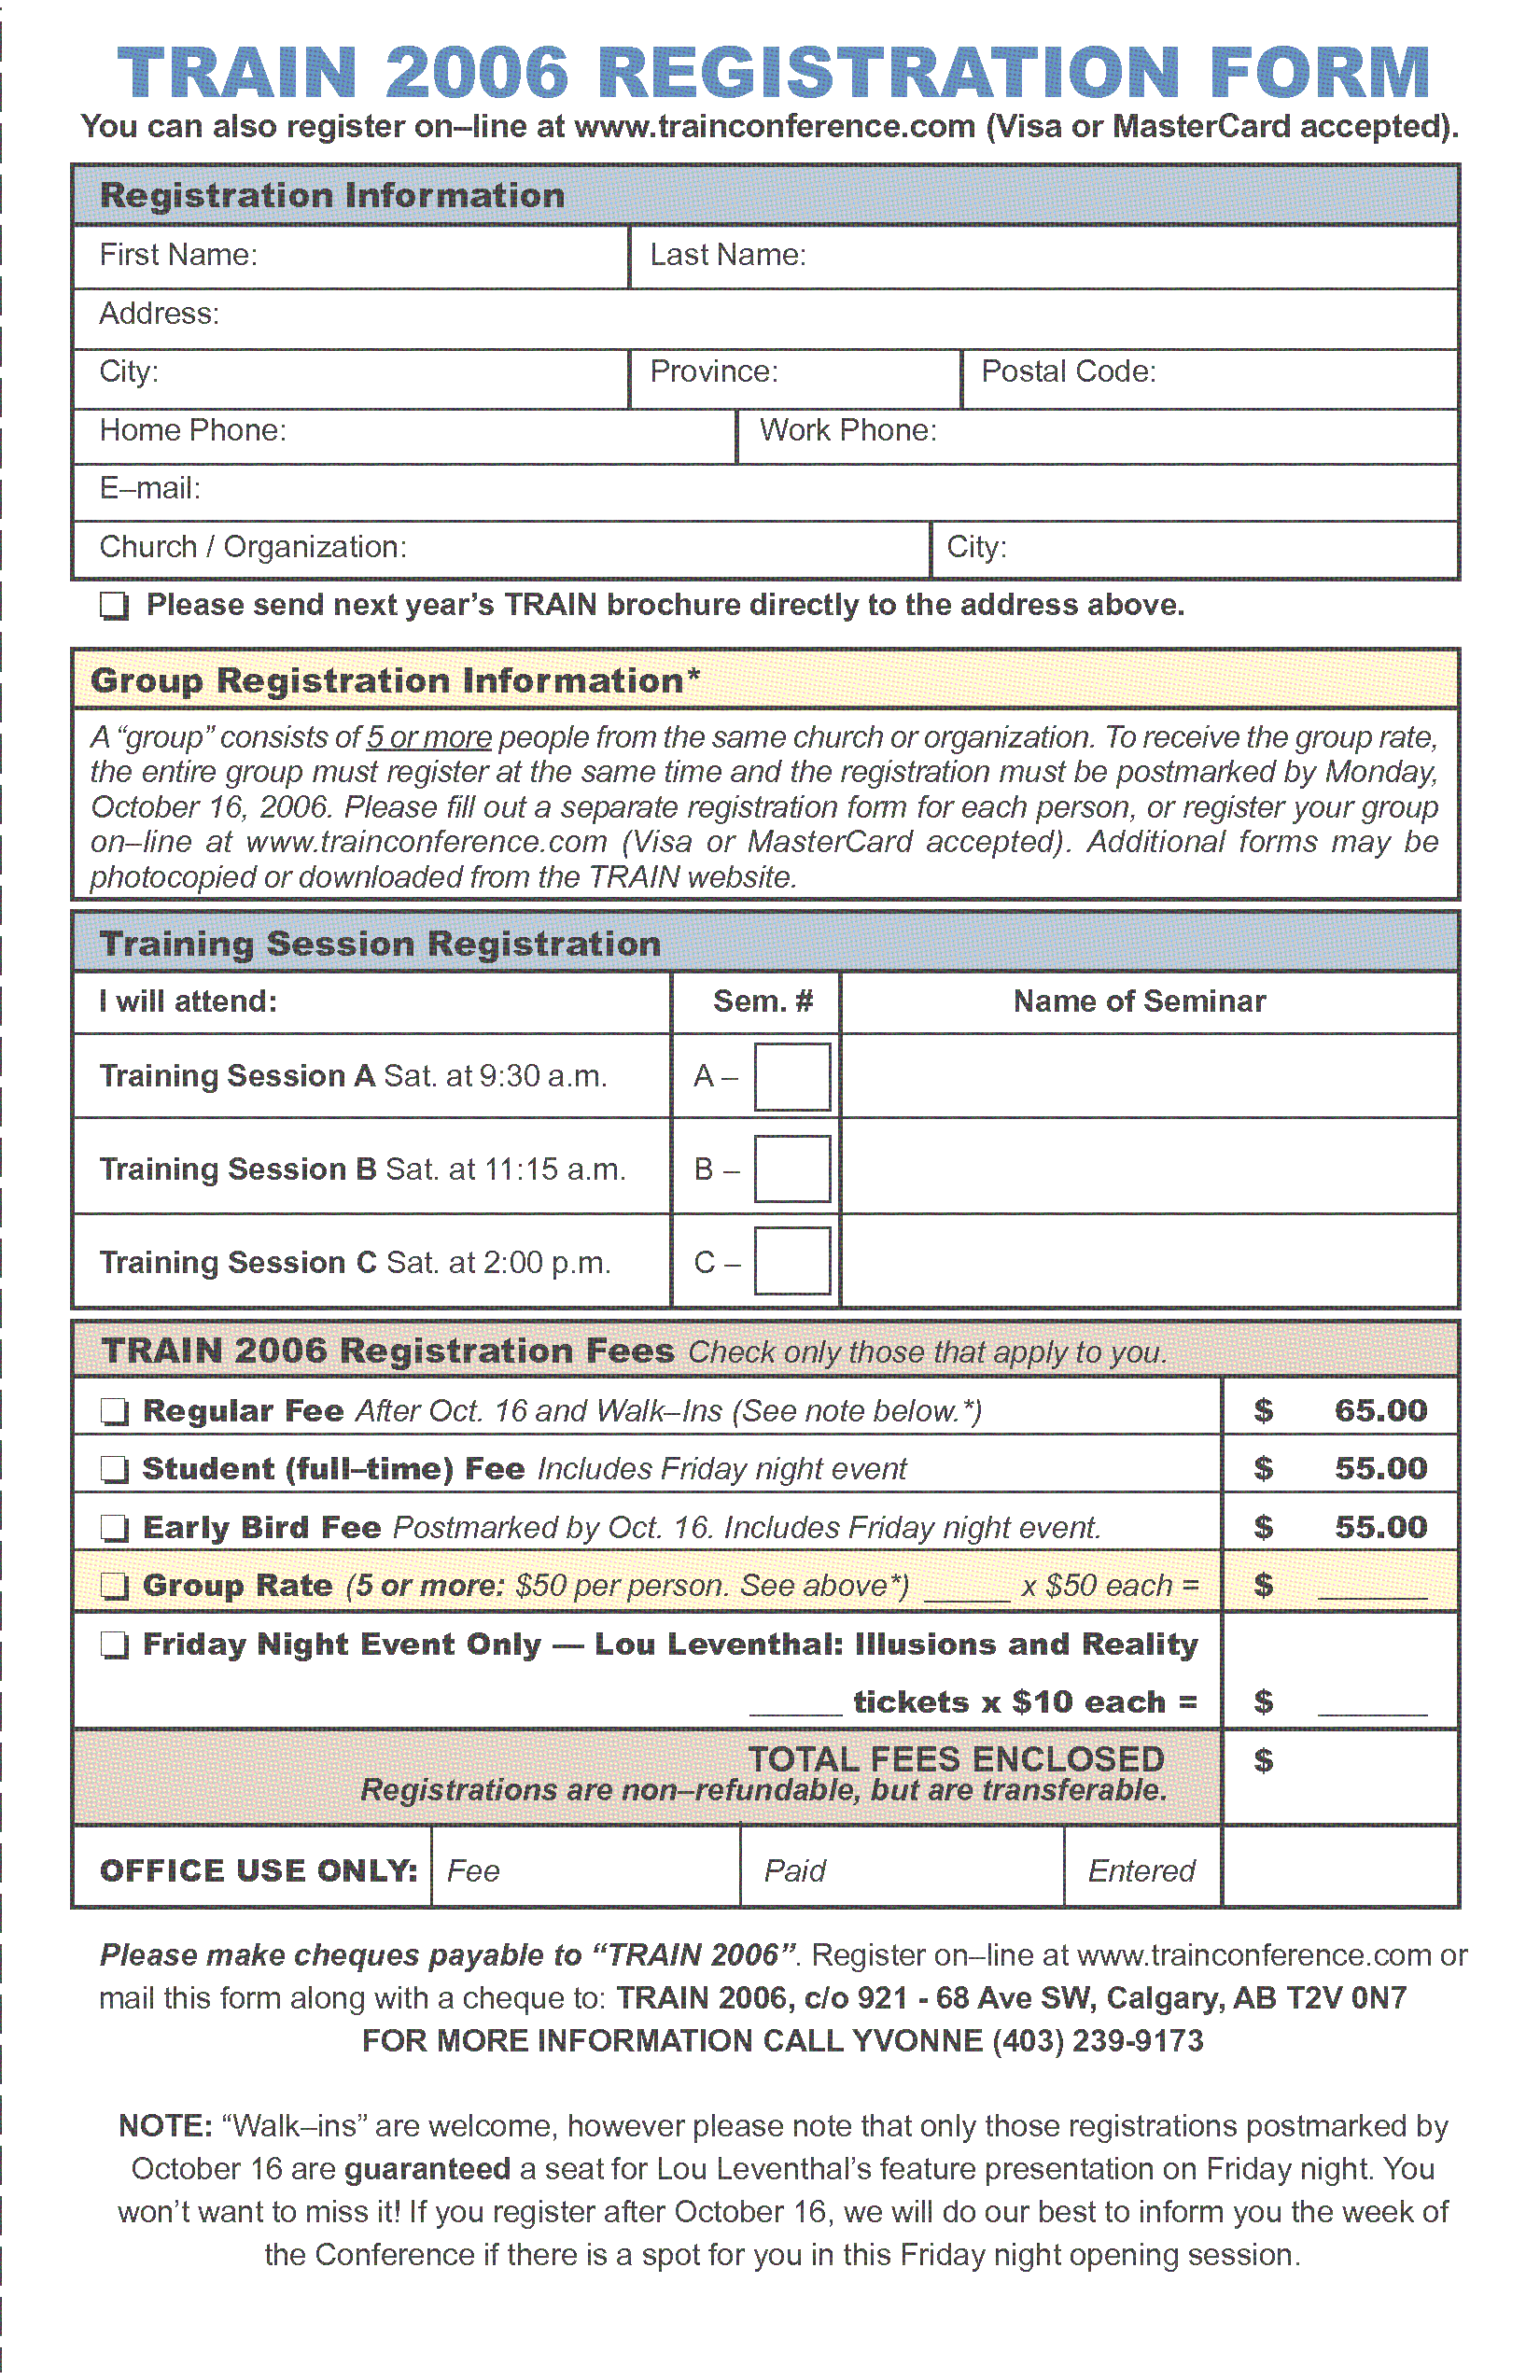 TRAIN 2006 REGISTRATION FORM
You can also register on–line at www.trainconference.com (Visa or MasterCard accepted).
Registration Information
First Name: Last Name:
Address:
City: Province: Postal Code:
Home Phone: Work Phone:
E–mail:
Church / Organization: City:
❏ Please send next year’s TRAIN brochure directly to the address above.
Group Registration Information*
A “group” consists of 5 or more people from the same church or organization. To receive the group rate,
the entire group must register at the same time and the registration must be postmarked by Monday,
October 16, 2006. Please fill out a separate registration form for each person, or register your group
on–line at www.trainconference.com (Visa or MasterCard accepted). Additional forms may be
photocopied or downloaded from the TRAIN website.
Training Session Registration
I will attend: Sem. # Name of Seminar
Training Session A Sat. at 9:30 a.m. A –
Training Session B Sat. at 11:15 a.m. B –
Training Session C Sat. at 2:00 p.m. C –
TRAIN 2006 Registration Fees Check only those that apply to you.
❏ Regular Fee After Oct. 16 and Walk–Ins (See note below.*) $ 65.00
❏ Student (full–time) Fee Includes Friday night event $ 55.00
❏ Early Bird Fee Postmarked by Oct. 16. Includes Friday night event. $ 55.00
❏ Group Rate (5 or more: $50 per person. See above*) _____ x $50 each = $ ______
❏ Friday Night Event Only — Lou Leventhal: Illusions and Reality
_____ tickets x $10 each = $ ______
TOTAL FEES ENCLOSED $
Registrations are non–refundable, but are transferable.
OFFICE USE ONLY: Fee Paid Entered
Please make cheques payable to “TRAIN 2006”. Register on–line at www.trainconference.com or
mail this form along with a cheque to: TRAIN 2006, c/o 921 - 68 Ave SW, Calgary, AB T2V 0N7
FOR MORE INFORMATION CALL YVONNE (403) 239-9173
NOTE: “Walk–ins” are welcome, however please note that only those registrations postmarked by
October 16 are guaranteed a seat for Lou Leventhal’s feature presentation on Friday night. You
won’t want to miss it! If you register after October 16, we will do our best to inform you the week of
the Conference if there is a spot for you in this Friday night opening session.